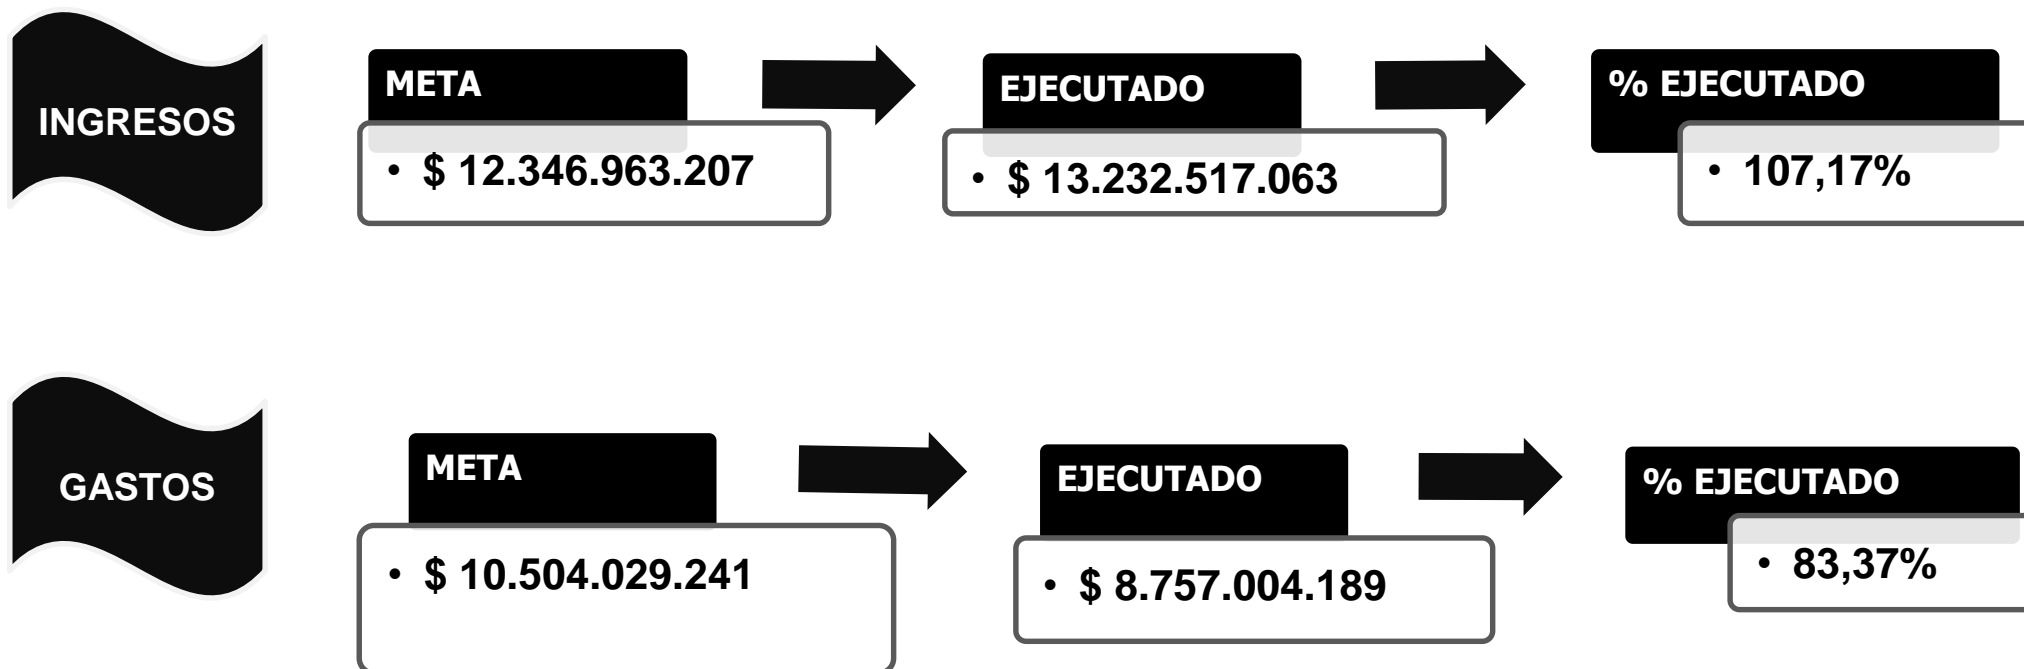 INGRESOS
META
• $ 12.346.963.207
EJECUTADO
• $ 13.232.517.063
% EJECUTADO
• 107,17%
GASTOS
META
• $ 10.504.029.241
EJECUTADO
• $ 8.757.004.189
% EJECUTADO
• 83,37%